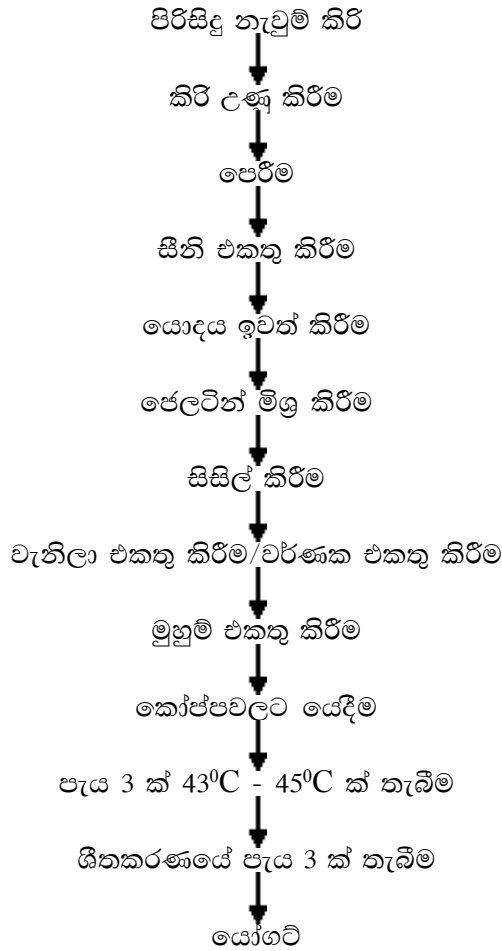 පිරිසිදු නැවුම් කිරි
කිරි උණු කිරීම
පෙරීම
සීනි එකතු කිරීම
යොදය ඉවත් කිරීම
ජෙලටින් මිශ්‍ර කිරීම
සිසිල් කිරීම
වැනිලා එකතු කිරීම/වර්ණක එකතු කිරීම
මුහුම් එකතු කිරීම
කෝප්පවලට යෙදීම
පැය 3 ක් 43⁰C - 45⁰C ක් තැබීම
ශීතකරණයේ පැය 3 ක් තැබීම
යෝගට්